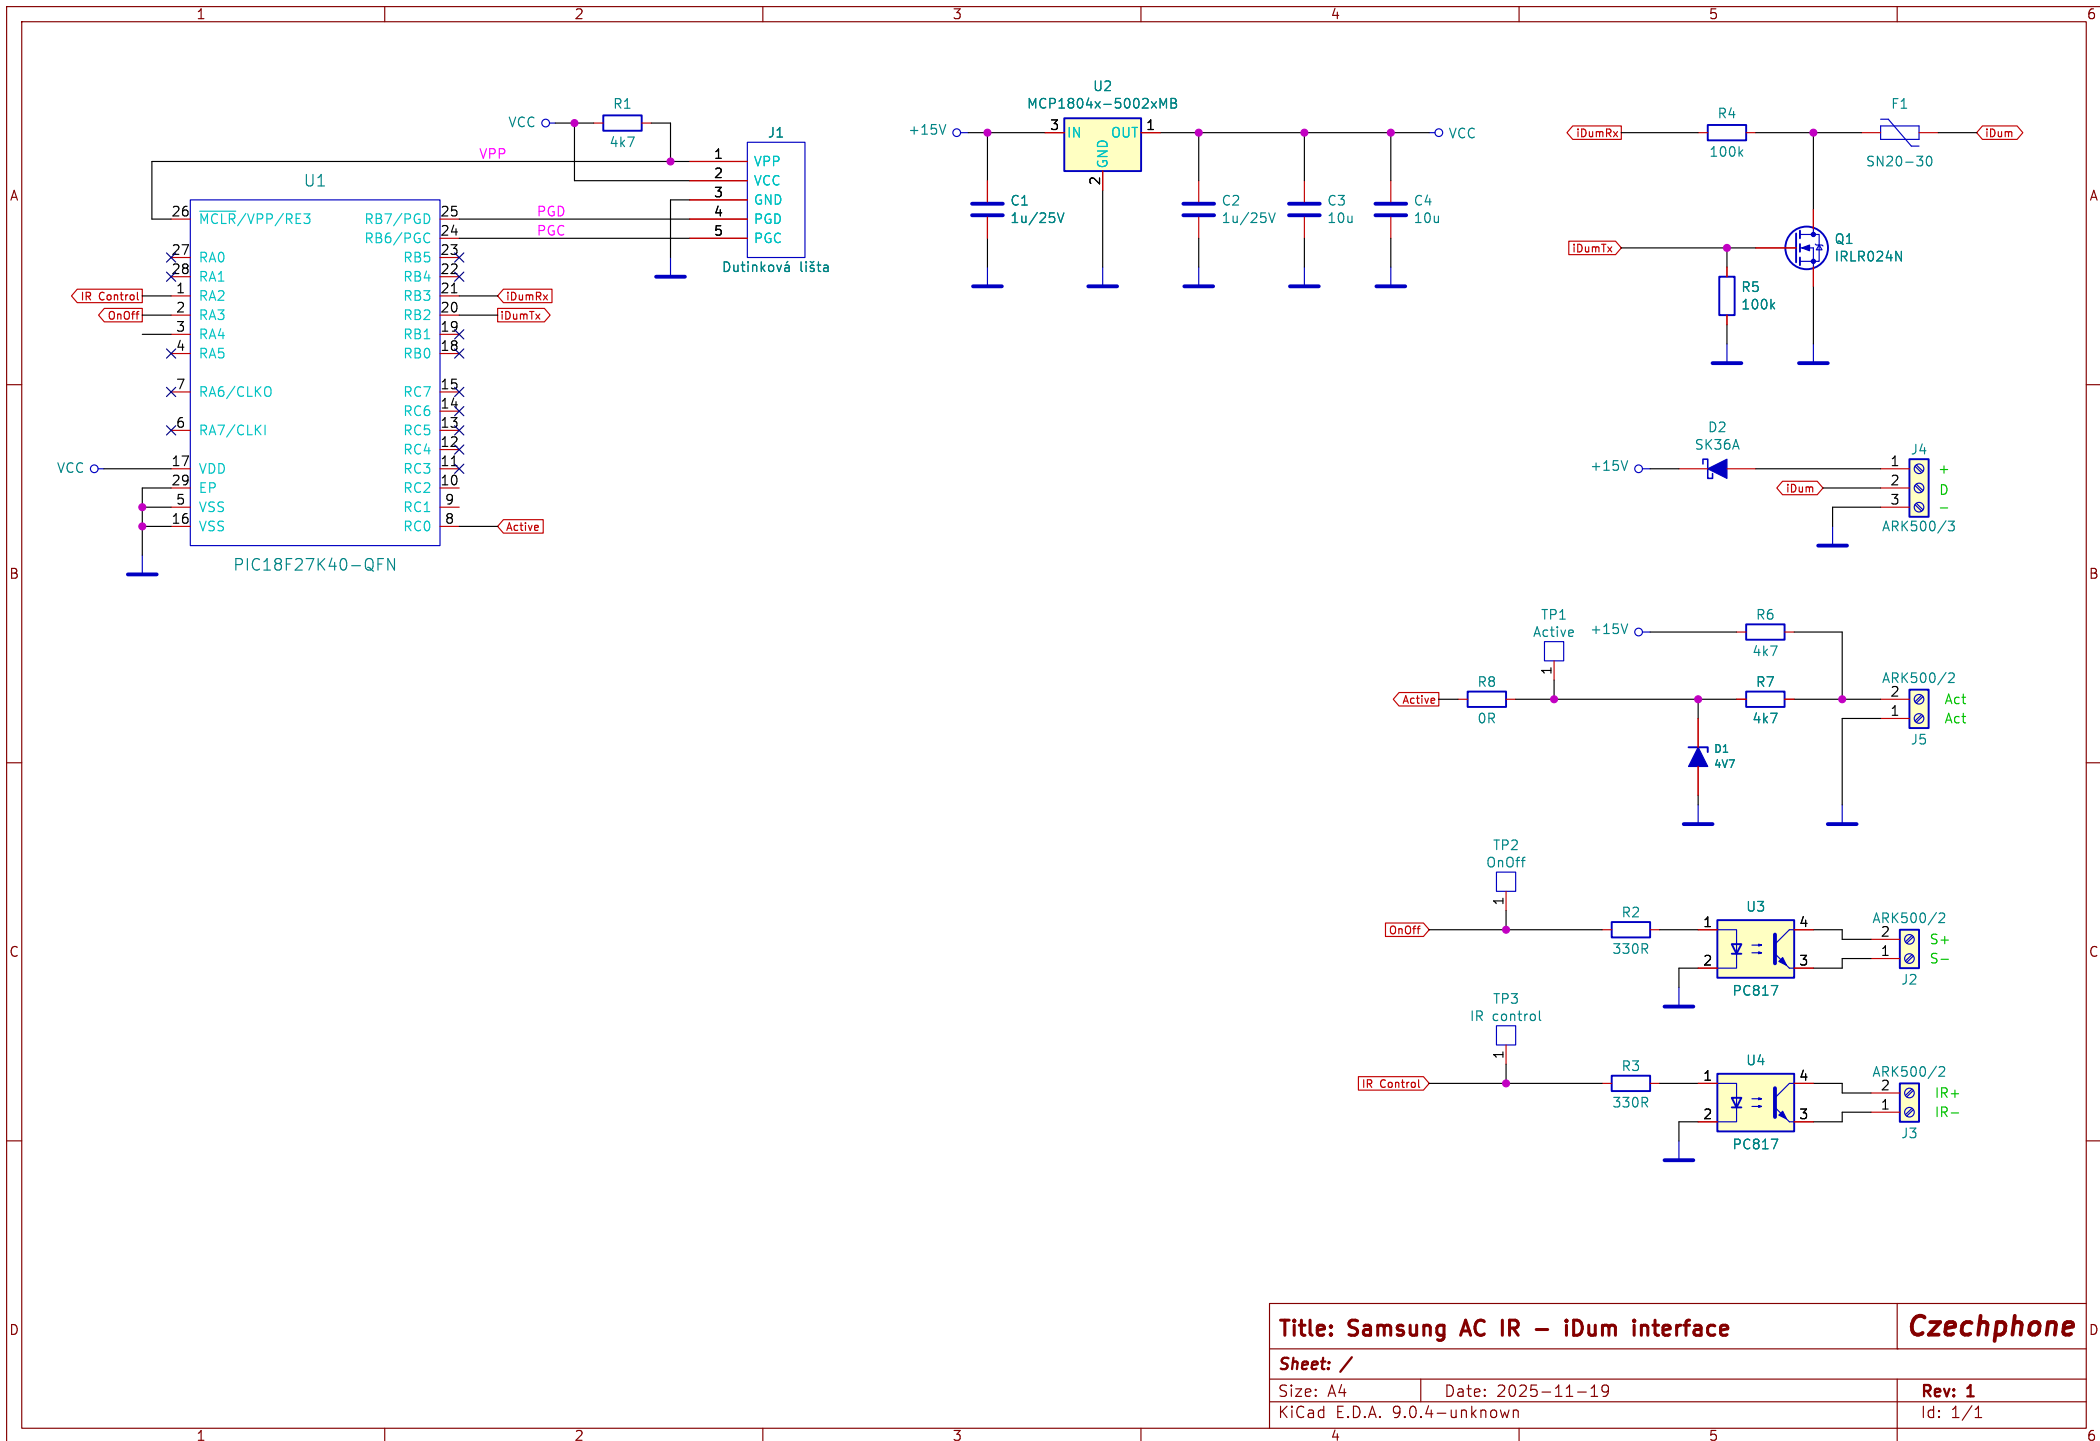 1 2 3 4 5 6
A
B
C
D
VCC
R1
4k7
VPP
J1
1 VPP
2 VCC
3 GND
4 PGD
5 PGC
Dutinková lišta
PGD
PGC
U1
26 MCLR/VPP/RE3
27 RA0
28 RA1
IR Control 1 RA2
OnOff 2 RA3
3 RA4
4 RA5
7 RA6/CLKO
6 RA7/CLKI
VCC 17 VDD
29 EP
5 VSS
16 VSS
RB7/PGD 25
RB6/PGC 24
RB5 23
RB4 22
RB3 21 iDumRx
RB2 20 iDumTx
RB1 19
RB0 18
RC7 15
RC6 14
RC5 13
RC4 12
RC3 11
RC2 10
RC1 9
RC0 8 Active
PIC18F27K40-QFN
U2
MCP1804x-5002xMB
+15V
3 IN OUT 1
GND
2
VCC
C1
1u/25V
C2
1u/25V
C3
10u
C4
10u
iDumRx
R4
100k
F1
SN20-30
iDum
iDumTx
R5
100k
Q1
IRLR024N
D2
SK36A
+15V
iDum
J4
1 +
2 D
3 -
ARK500/3
TP1
Active
1
+15V
R6
4k7
Active
R8
0R
R7
4k7
D1
4V7
ARK500/2
2 Act
1 Act
J5
TP2
OnOff
1
OnOff
R2
330R
U3
1 4
2 3
PC817
ARK500/2
2 S+
1 S-
J2
TP3
IR control
1
IR Control
R3
330R
U4
1 4
2 3
PC817
ARK500/2
2 IR+
1 IR-
J3
Title: Samsung AC IR - iDum interface
Czechphone
Sheet: /
Size: A4 Date: 2025-11-19 Rev: 1
KiCad E.D.A. 9.0.4-unknown Id: 1/1
A
B
C
D
1 2 3 4 5 6